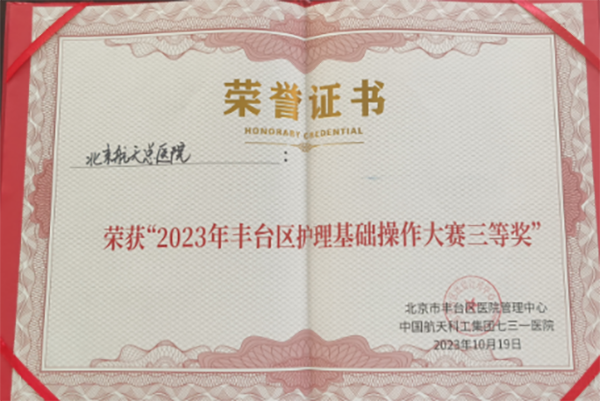 荣誉证书
HONORARY CREDENTIAL
北京航天总医院：
荣获“2023年丰台区护理基础操作大赛三等奖”
北京市丰台区医院管理中心
中国航天科工集团七三一医院
2023年10月19日